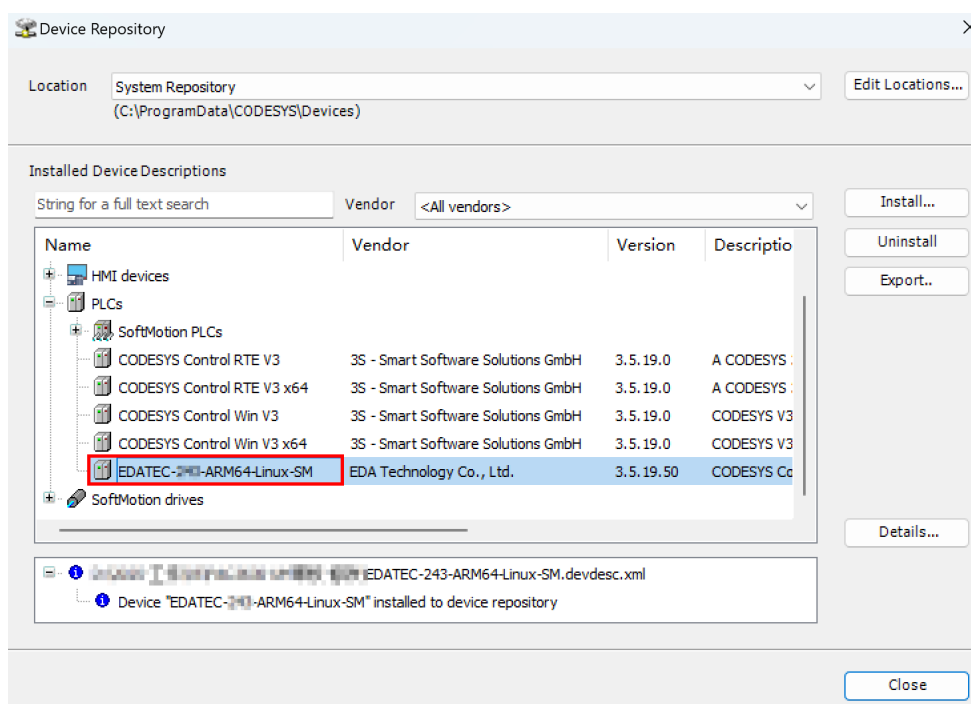 Device Repository
Location System Repository Edit Locations...
(C:\ProgramData\CODESYS\Devices)
Installed Device Descriptions
String for a full text search Vendor <All vendors> Install...
Name Vendor Version Descriptio Uninstall
HMI devices
Export..
PLCs
SoftMotion PLCs
CODESYS Control RTE V3 3S - Smart Software Solutions GmbH 3.5.19.0 A CODESYS
CODESYS Control RTE V3 x64 3S - Smart Software Solutions GmbH 3.5.19.0 A CODESYS
CODESYS Control Win V3 3S - Smart Software Solutions GmbH 3.5.19.0 CODESYS V3
CODESYS Control Win V3 x64 3S - Smart Software Solutions GmbH 3.5.19.0 CODESYS V3
EDATEC- -ARM64-Linux-SM EDA Technology Co., Ltd. 3.5.19.50 CODESYS Co
SoftMotion drives
Details...
EDATEC-243-ARM64-Linux-SM.devdesc.xml
Device "EDATEC- -ARM64-Linux-SM" installed to device repository
Close